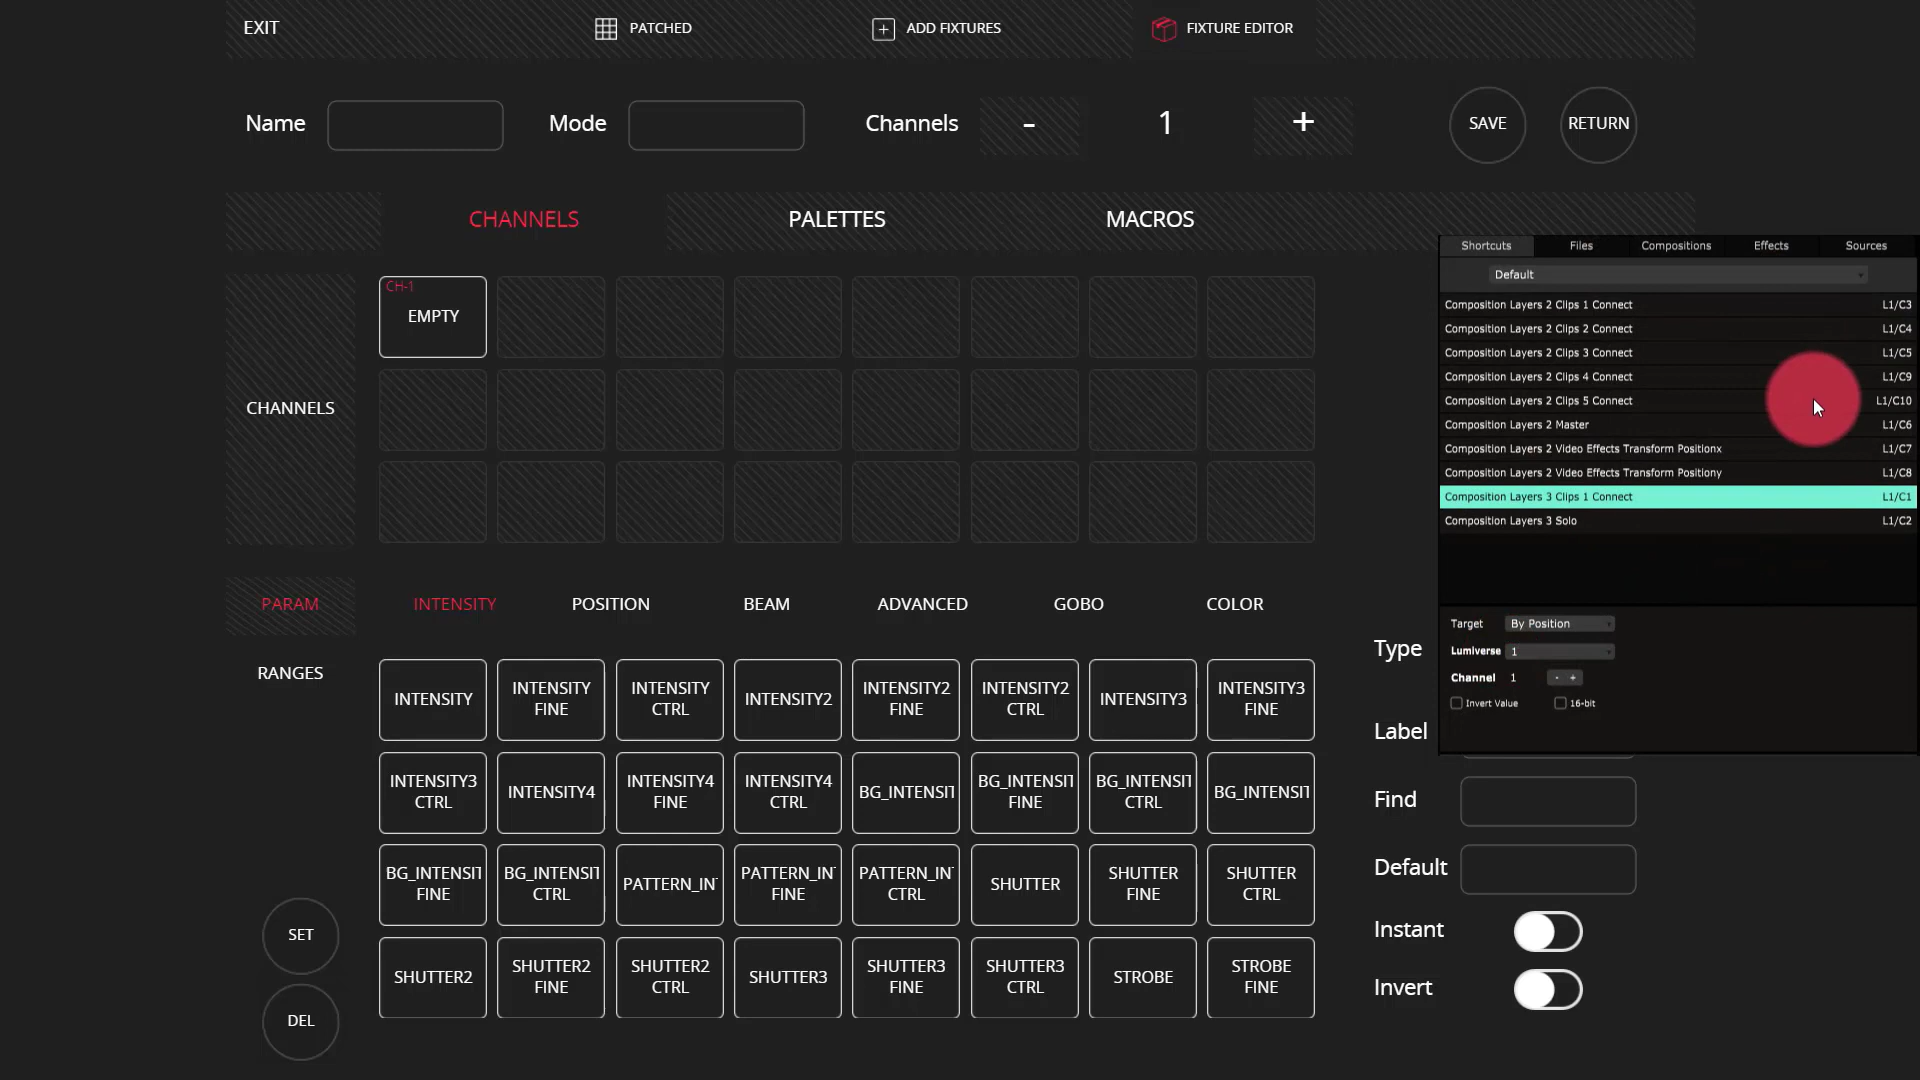 EXIT
PATCHED
ADD FIXTURES
FIXTURE EDITOR
Name
Mode
Channels
-
1
+
SAVE
RETURN
CHANNELS
PALETTES
MACROS
CHANNELS
CH-1
EMPTY
PARAM
INTENSITY
POSITION
BEAM
ADVANCED
GOBO
COLOR
RANGES
INTENSITY
INTENSITY
FINE
INTENSITY
CTRL
INTENSITY2
INTENSITY2
FINE
INTENSITY2
CTRL
INTENSITY3
INTENSITY3
FINE
INTENSITY3
CTRL
INTENSITY4
INTENSITY4
FINE
INTENSITY4
CTRL
BG_INTENSIT
BG_INTENSIT
FINE
BG_INTENSIT
CTRL
BG_INTENSIT
BG_INTENSIT
FINE
BG_INTENSIT
CTRL
PATTERN_IN
PATTERN_IN
FINE
PATTERN_IN
CTRL
SHUTTER
SHUTTER
FINE
SHUTTER
CTRL
SHUTTER2
SHUTTER2
FINE
SHUTTER2
CTRL
SHUTTER3
SHUTTER3
FINE
SHUTTER3
CTRL
STROBE
STROBE
FINE
SET
DEL
Type
Label
Find
Default
Instant
Invert
Shortcuts
Files
Compositions
Effects
Sources
Default
Composition Layers 2 Clips 1 Connect L1/C3
Composition Layers 2 Clips 2 Connect L1/C4
Composition Layers 2 Clips 3 Connect L1/C5
Composition Layers 2 Clips 4 Connect L1/C9
Composition Layers 2 Clips 5 Connect L1/C10
Composition Layers 2 Master L1/C6
Composition Layers 2 Video Effects Transform Positionx L1/C7
Composition Layers 2 Video Effects Transform Positiony L1/C8
Composition Layers 3 Clips 1 Connect L1/C1
Composition Layers 3 Solo L1/C2
Target By Position
Lumiverse 1
Channel 1 - +
Invert Value 16-bit